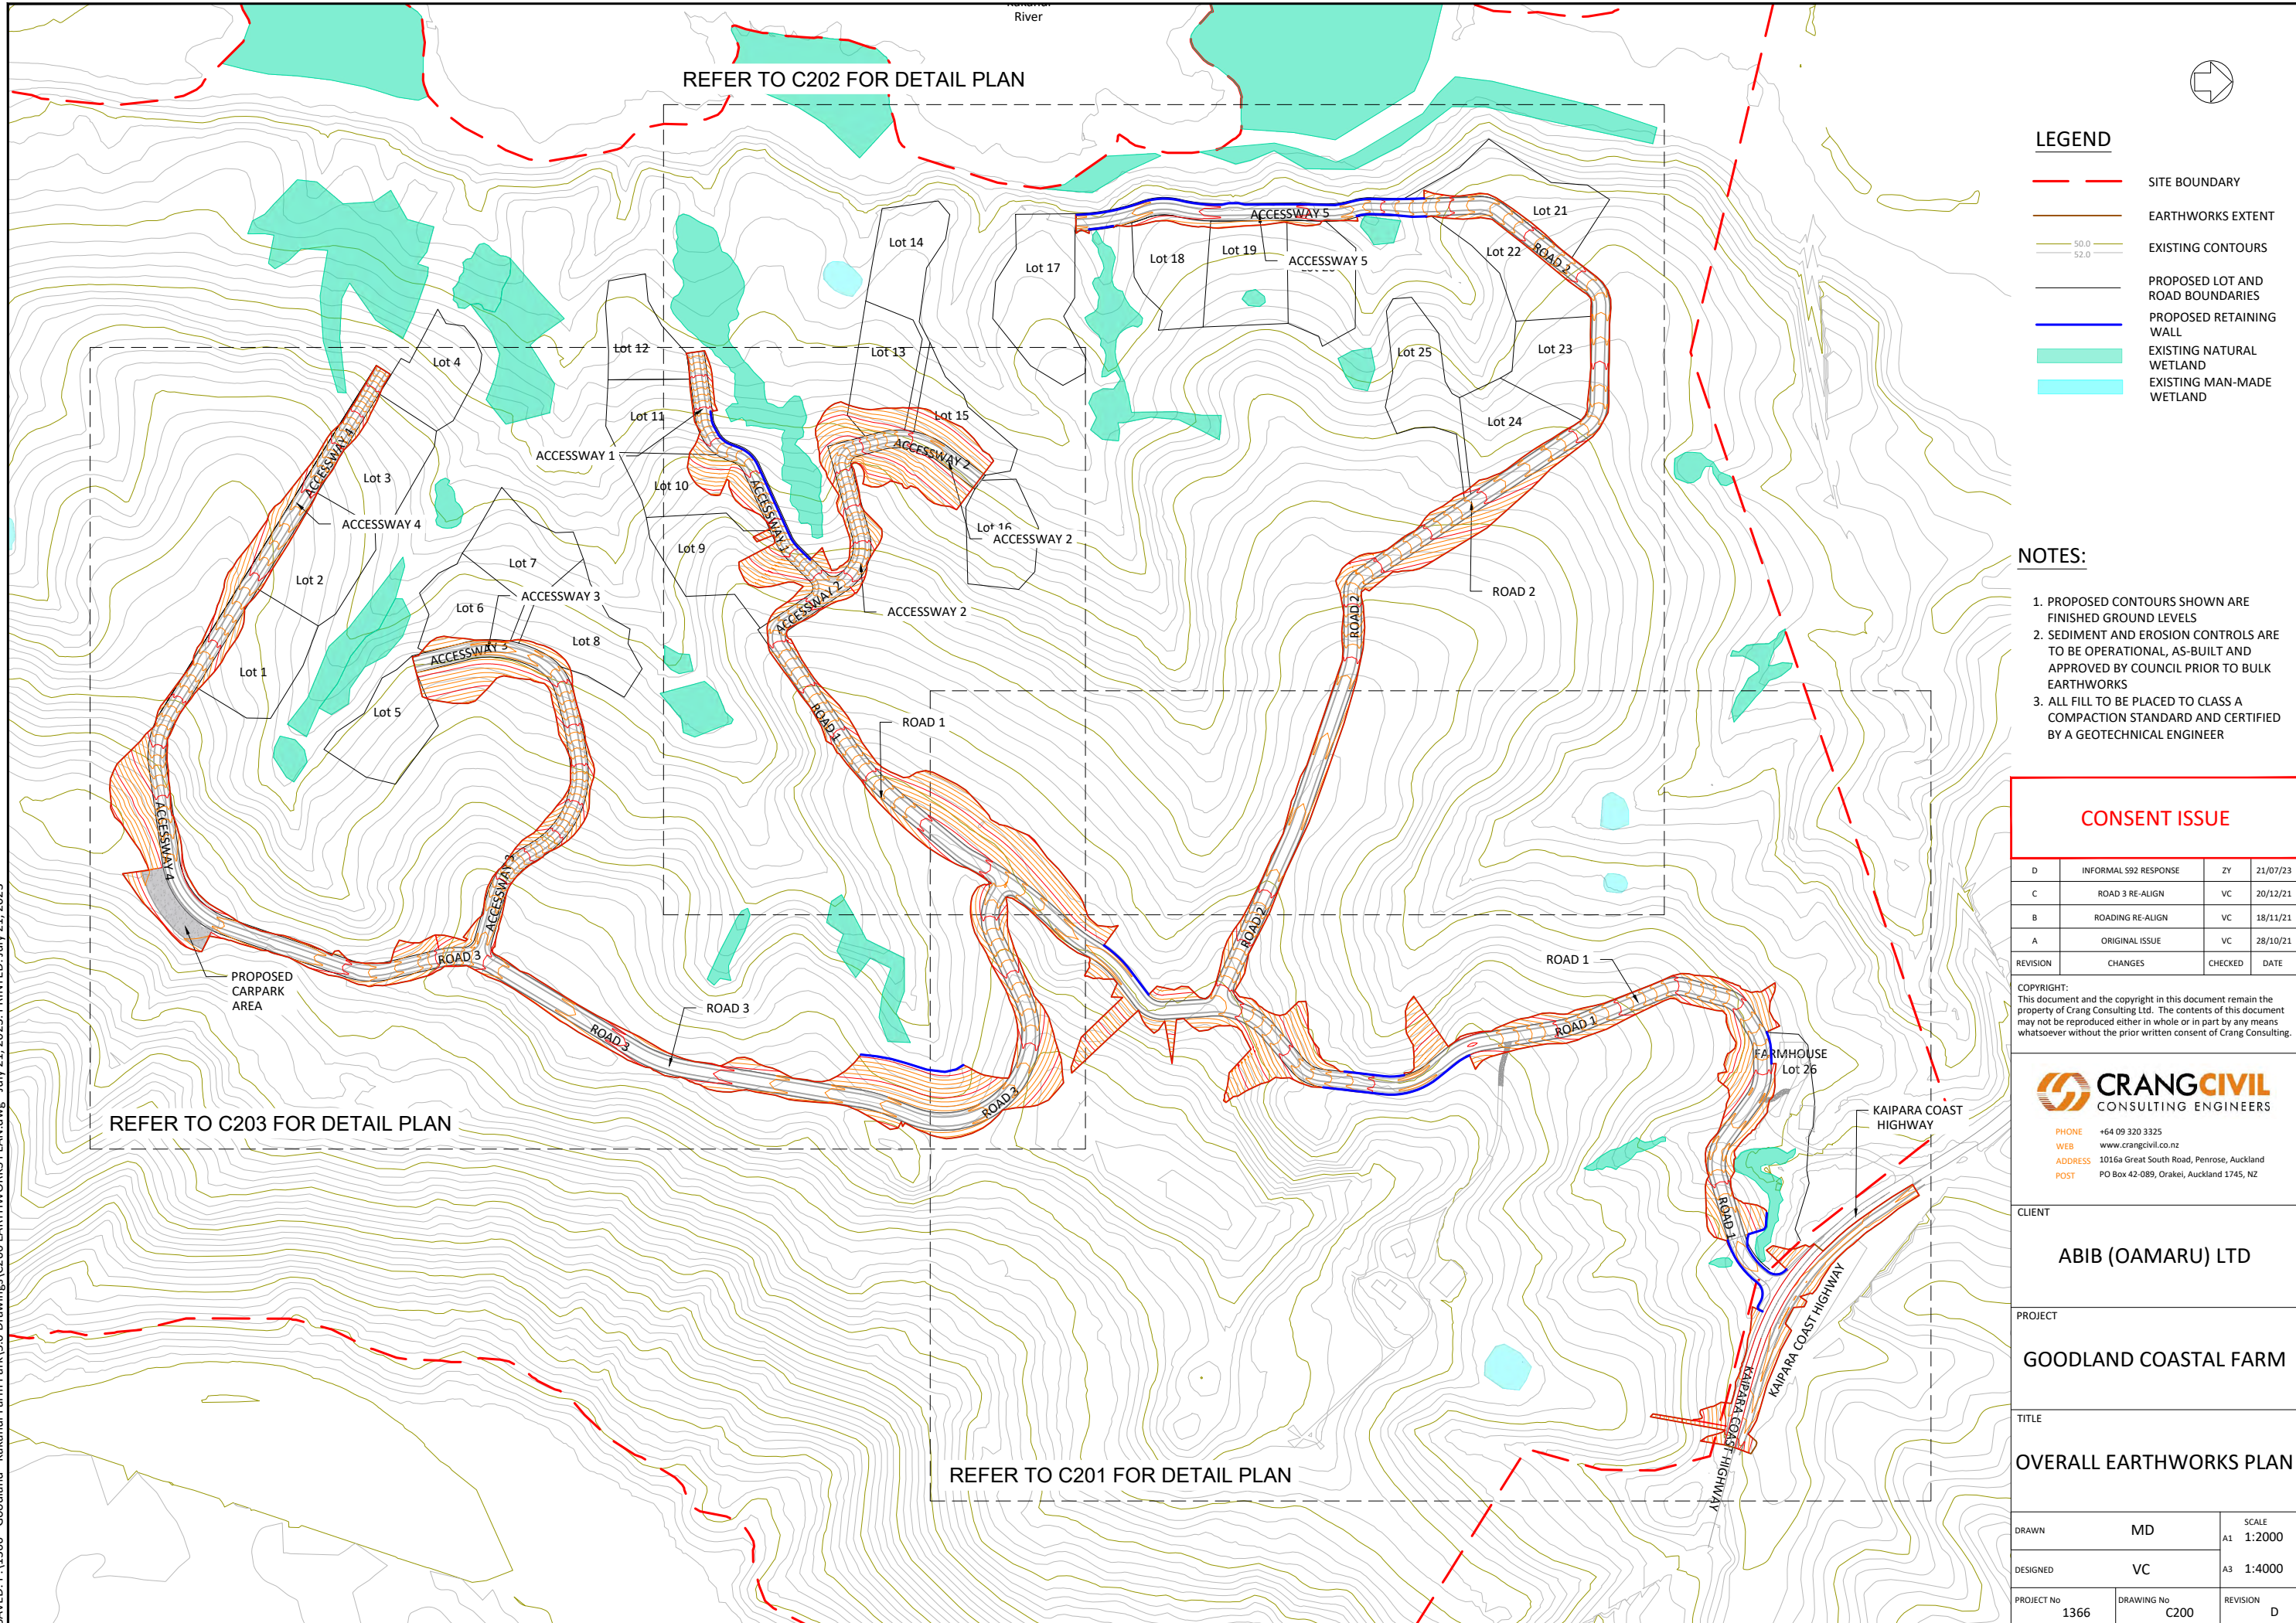 River
REFER TO C202 FOR DETAIL PLAN
LEGEND
SITE BOUNDARY
EARTHWORKS EXTENT
50.0
52.0
EXISTING CONTOURS
PROPOSED LOT AND
ROAD BOUNDARIES
PROPOSED RETAINING
WALL
EXISTING NATURAL
WETLAND
EXISTING MAN-MADE
WETLAND
ACCESSWAY 5
Lot 21
Lot 14
Lot 17
Lot 18
Lot 19
ACCESSWAY 5
Lot 22
ROAD 2
Lot 12
Lot 13
Lot 25
Lot 23
Lot 4
Lot 11
Lot 15
Lot 24
ACCESSWAY 4
ACCESSWAY 1
ACCESSWAY 2
Lot 3
Lot 10
ACCESSWAY 1
ACCESSWAY 4
Lot 16
ACCESSWAY 2
Lot 9
Lot 7
Lot 2
ACCESSWAY 3
Lot 6
ACCESSWAY 2
ACCESSWAY 2
ROAD 2
ROAD 2
Lot 8
ACCESSWAY 3
Lot 1
Lot 5
ROAD 1
ROAD 1
ACCESSWAY 4
ACCESSWAY 3
ROAD 2
ROAD 3
PROPOSED
CARPARK
AREA
ROAD 1
ROAD 3
ROAD 3
ROAD 1
ROAD 3
FARMHOUSE
Lot 26
KAIPARA COAST
HIGHWAY
REFER TO C203 FOR DETAIL PLAN
ROAD 1
KAIPARA COAST HIGHWAY
KAIPARA COAST HIGHWAY
REFER TO C201 FOR DETAIL PLAN
NOTES:
1. PROPOSED CONTOURS SHOWN ARE
FINISHED GROUND LEVELS
2. SEDIMENT AND EROSION CONTROLS ARE
TO BE OPERATIONAL, AS-BUILT AND
APPROVED BY COUNCIL PRIOR TO BULK
EARTHWORKS
3. ALL FILL TO BE PLACED TO CLASS A
COMPACTION STANDARD AND CERTIFIED
BY A GEOTECHNICAL ENGINEER
CONSENT ISSUE
D INFORMAL S92 RESPONSE ZY 21/07/23
C ROAD 3 RE-ALIGN VC 20/12/21
B ROADING RE-ALIGN VC 18/11/21
A ORIGINAL ISSUE VC 28/10/21
REVISION CHANGES CHECKED DATE
COPYRIGHT:
This document and the copyright in this document remain the
property of Crang Consulting Ltd. The contents of this document
may not be reproduced either in whole or in part by any means
whatsoever without the prior written consent of Crang Consulting.
CRANGCIVIL
CONSULTING ENGINEERS
PHONE +64 09 320 3325
WEB www.crangcivil.co.nz
ADDRESS 1016a Great South Road, Penrose, Auckland
POST PO Box 42-089, Orakei, Auckland 1745, NZ
CLIENT
ABIB (OAMARU) LTD
PROJECT
GOODLAND COASTAL FARM
TITLE
OVERALL EARTHWORKS PLAN
DRAWN MD
SCALE
A1 1:2000
DESIGNED VC
A3 1:4000
PROJECT No 1366
DRAWING No C200
REVISION D